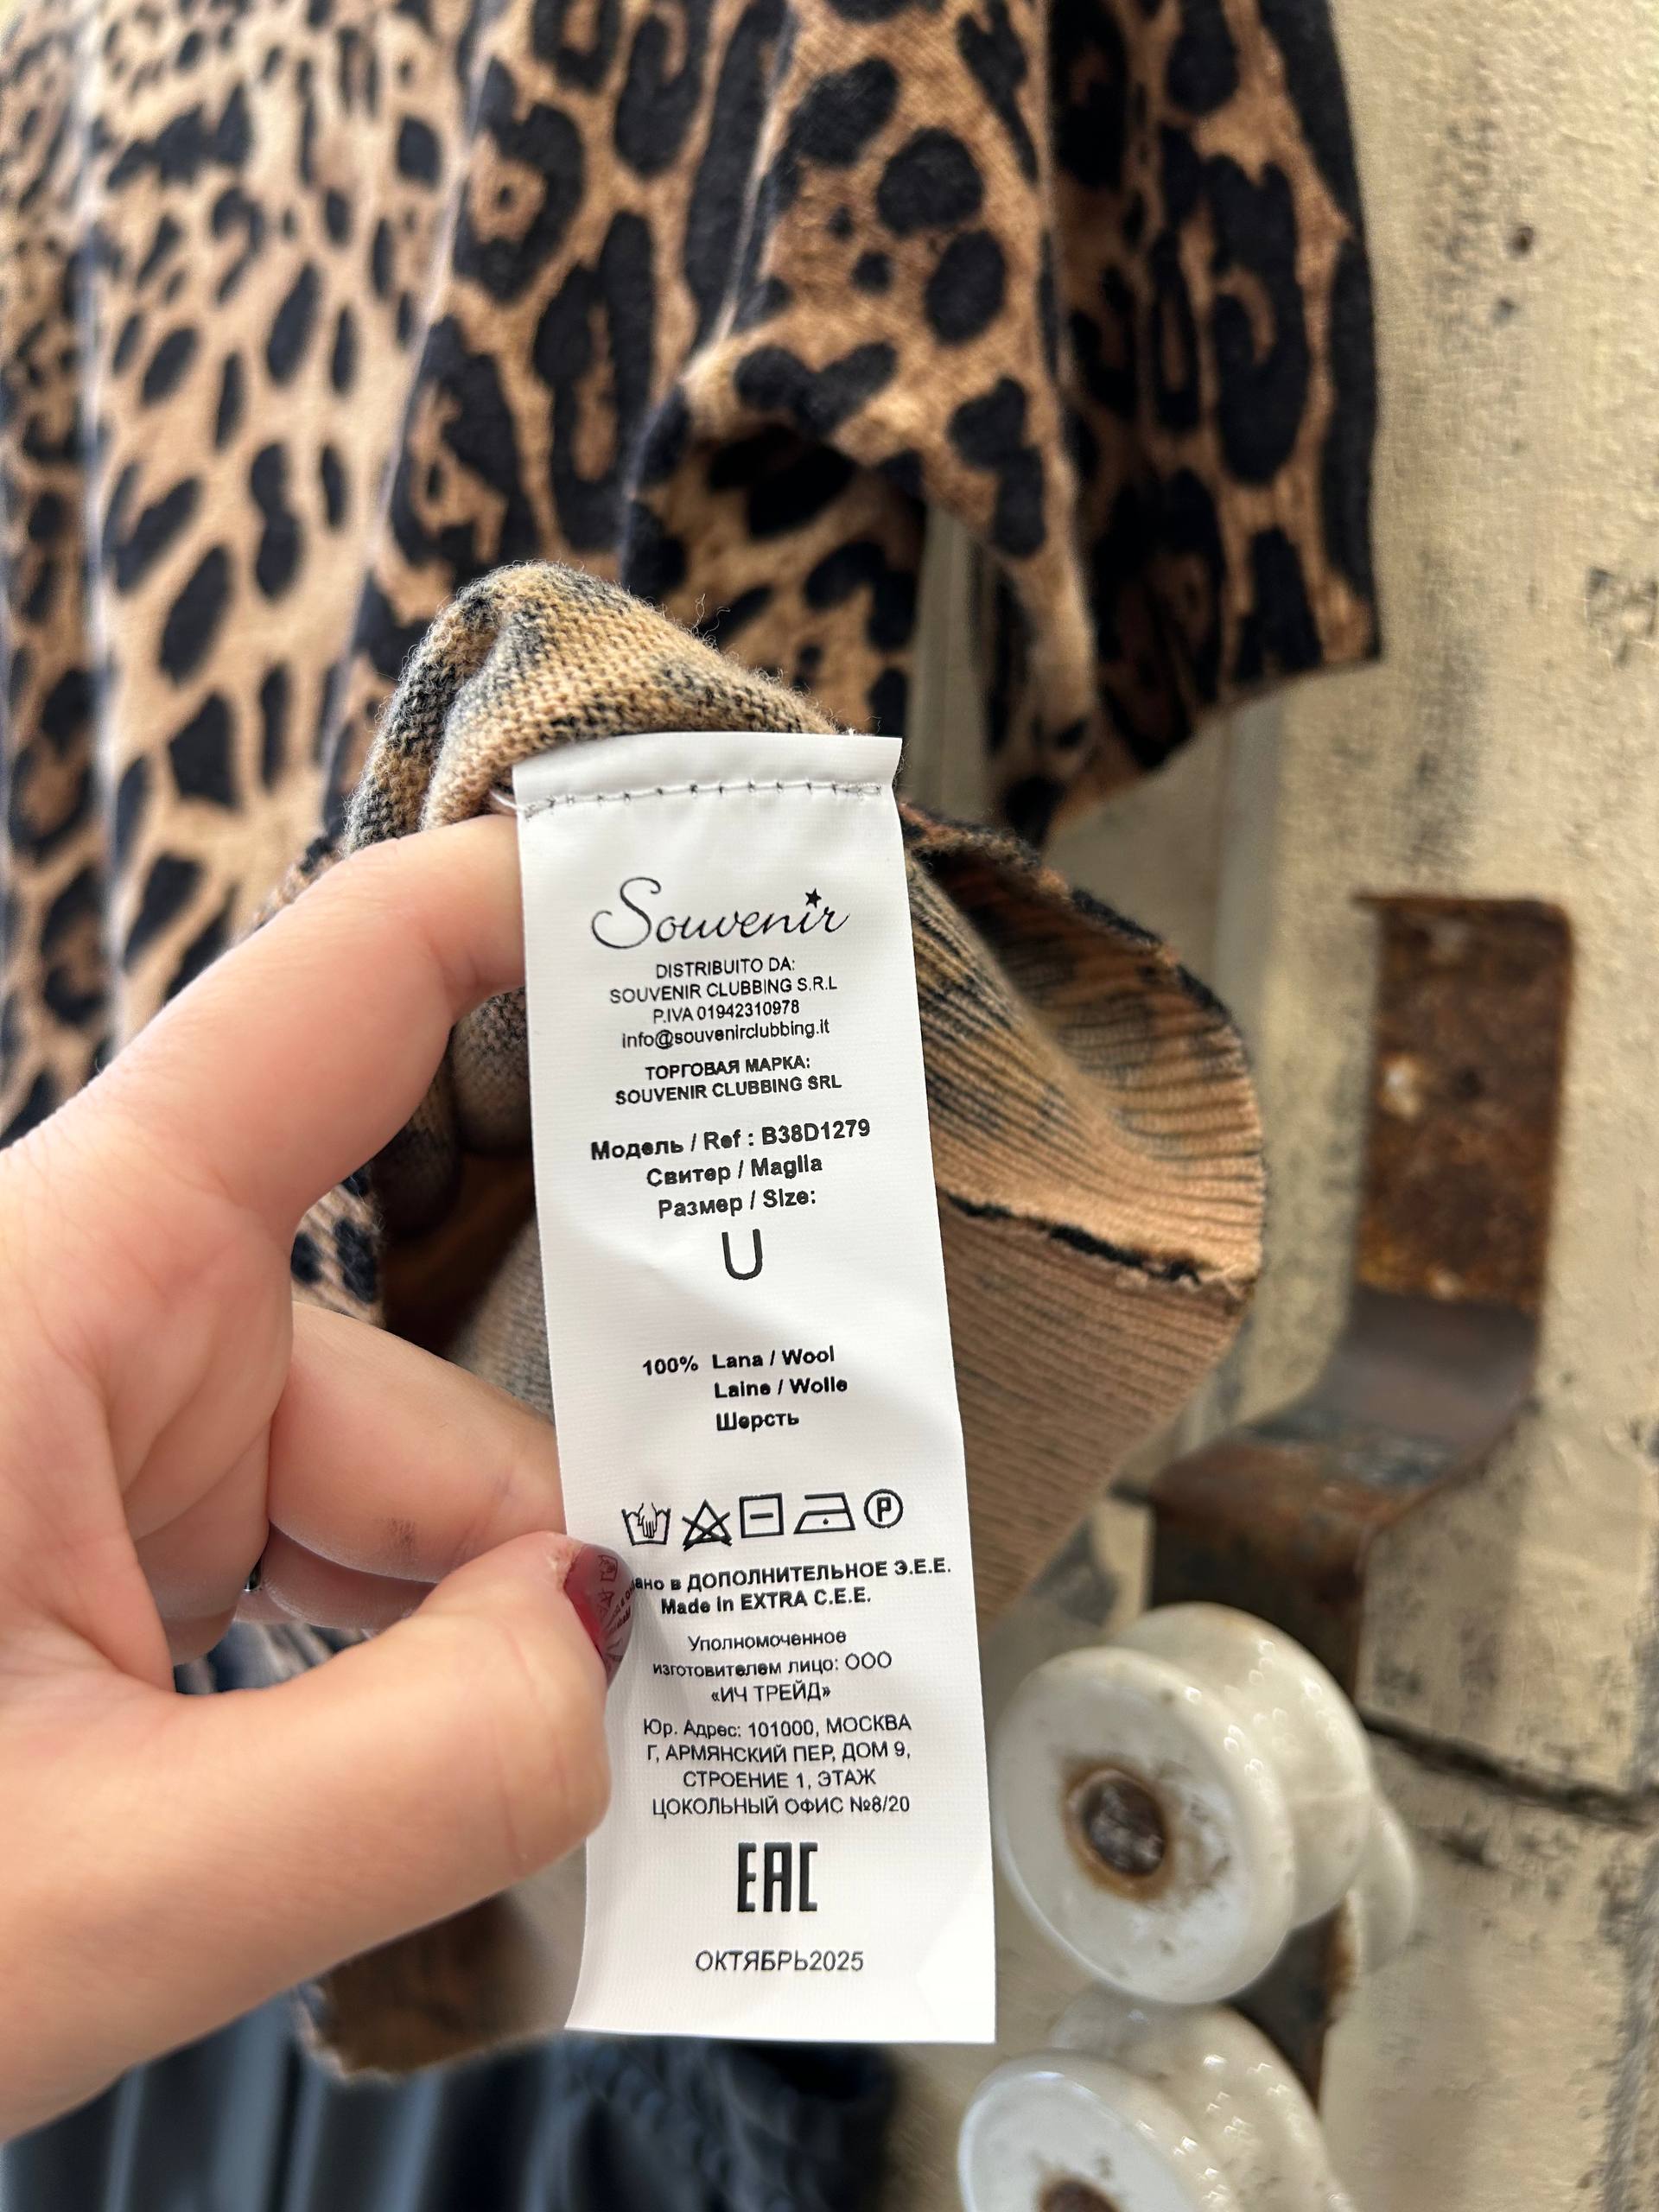 Souvenir
DISTRIBUITO DA:
SOUVENIR CLUBBING S.R.L
P.IVA 01942310978
info@souvenirclubbing.it
ТОРГОВАЯ МАРКА:
SOUVENIR CLUBBING SRL
Модель / Ref : B38D1279
Свитер / Maglia
Размер / Size:
U
100% Lana / Wool
Laine / Wolle
Шерсть
P
в ДОПОЛНИТЕЛЬНОЕ Э.Е.Е.
Made in EXTRA C.E.E.
Уполномоченное
изготовителем лицо: ООО
«ИЧ ТРЕЙД»
Юр. Адрес: 101000, МОСКВА
Г, АРМЯНСКИЙ ПЕР, ДОМ 9,
СТРОЕНИЕ 1, ЭТАЖ
ЦОКОЛЬНЫЙ ОФИС №8/20
EAC
ОКТЯБРЬ2025